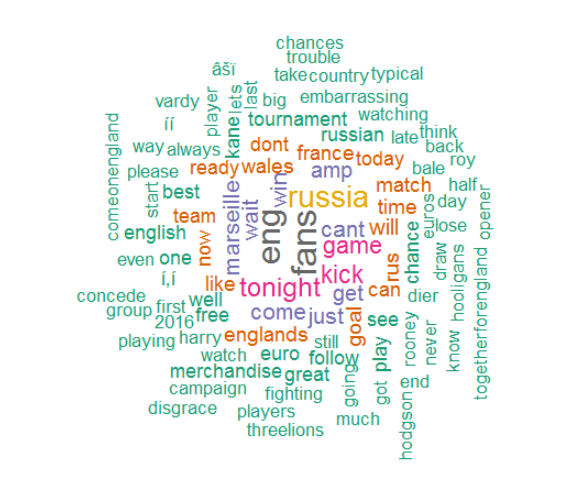 chances
trouble
âšï
take country typical
vardy
player
lets
last
big
embarrassing
íí
kane
tournament
watching
comeonengland
way always
dont
russian late think
france today
back
please
ready wales
amp
bale roy
start
best
marseille
wait
win
russia
match
half
team
eng
fans
cant
will
time
chance
euros
day
opener
english
now
game
lose
even one
rus
draw
hooligans
togetherforengland
í,í
like tonight kick
get
can
dier
concede
well
group first
free
come just
goal
see
rooney
never
know
2016
playing harry
englands
still
watch
euro follow
play
merchandise great
going
got
end
campaign
fighting
hodgson
disgrace
players
much
threelions